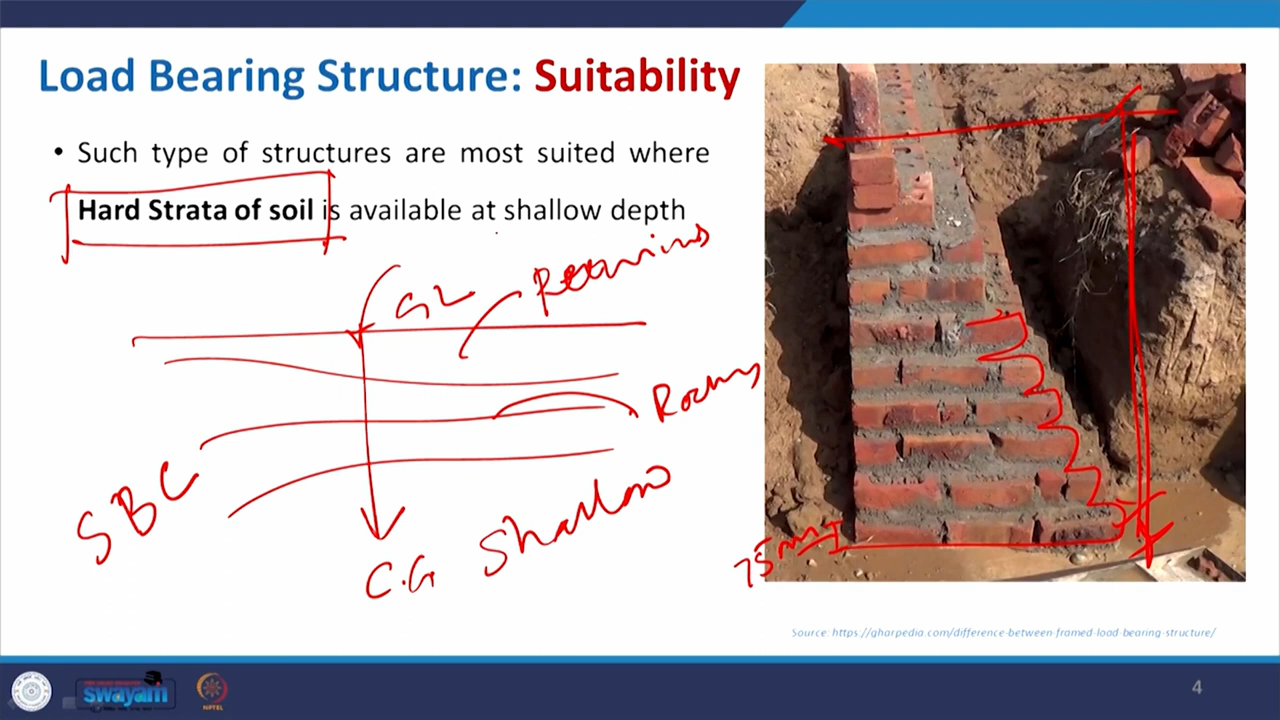 Load Bearing Structure: Suitability
• Such type of structures are most suited where
Hard Strata of soil is available at shallow depth
GL
Rocky
SBC
Shallow
C.G
75mm
Source: https://gharpedia.com/difference-between-framed-load-bearing-structure/
swayam
NPTEL
4